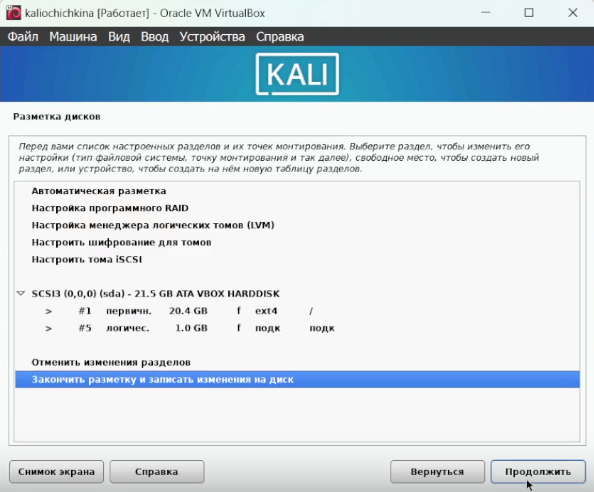 kaliochichkina [Работает] - Oracle VM VirtualBox
Файл Машина Вид Ввод Устройства Справка
KALI
Разметка дисков
Перед вами список настроенных разделов и их точек монтирования. Выберите раздел, чтобы изменить его
настройки (тип файловой системы, точку монтирования и так далее), свободное место, чтобы создать новый
раздел, или устройство, чтобы создать на нём новую таблицу разделов.
Автоматическая разметка
Настройка программного RAID
Настройка менеджера логических томов (LVM)
Настроить шифрование для томов
Настроить тома iSCSI
SCSI3 (0,0,0) (sda) - 21.5 GB ATA VBOX HARDDISK
> #1 первичн. 20.4 GB f ext4 /
> #5 логичес. 1.0 GB f подк подк
Отменить изменения разделов
Закончить разметку и записать изменения на диск
Снимок экрана Справка Вернуться Продолжить